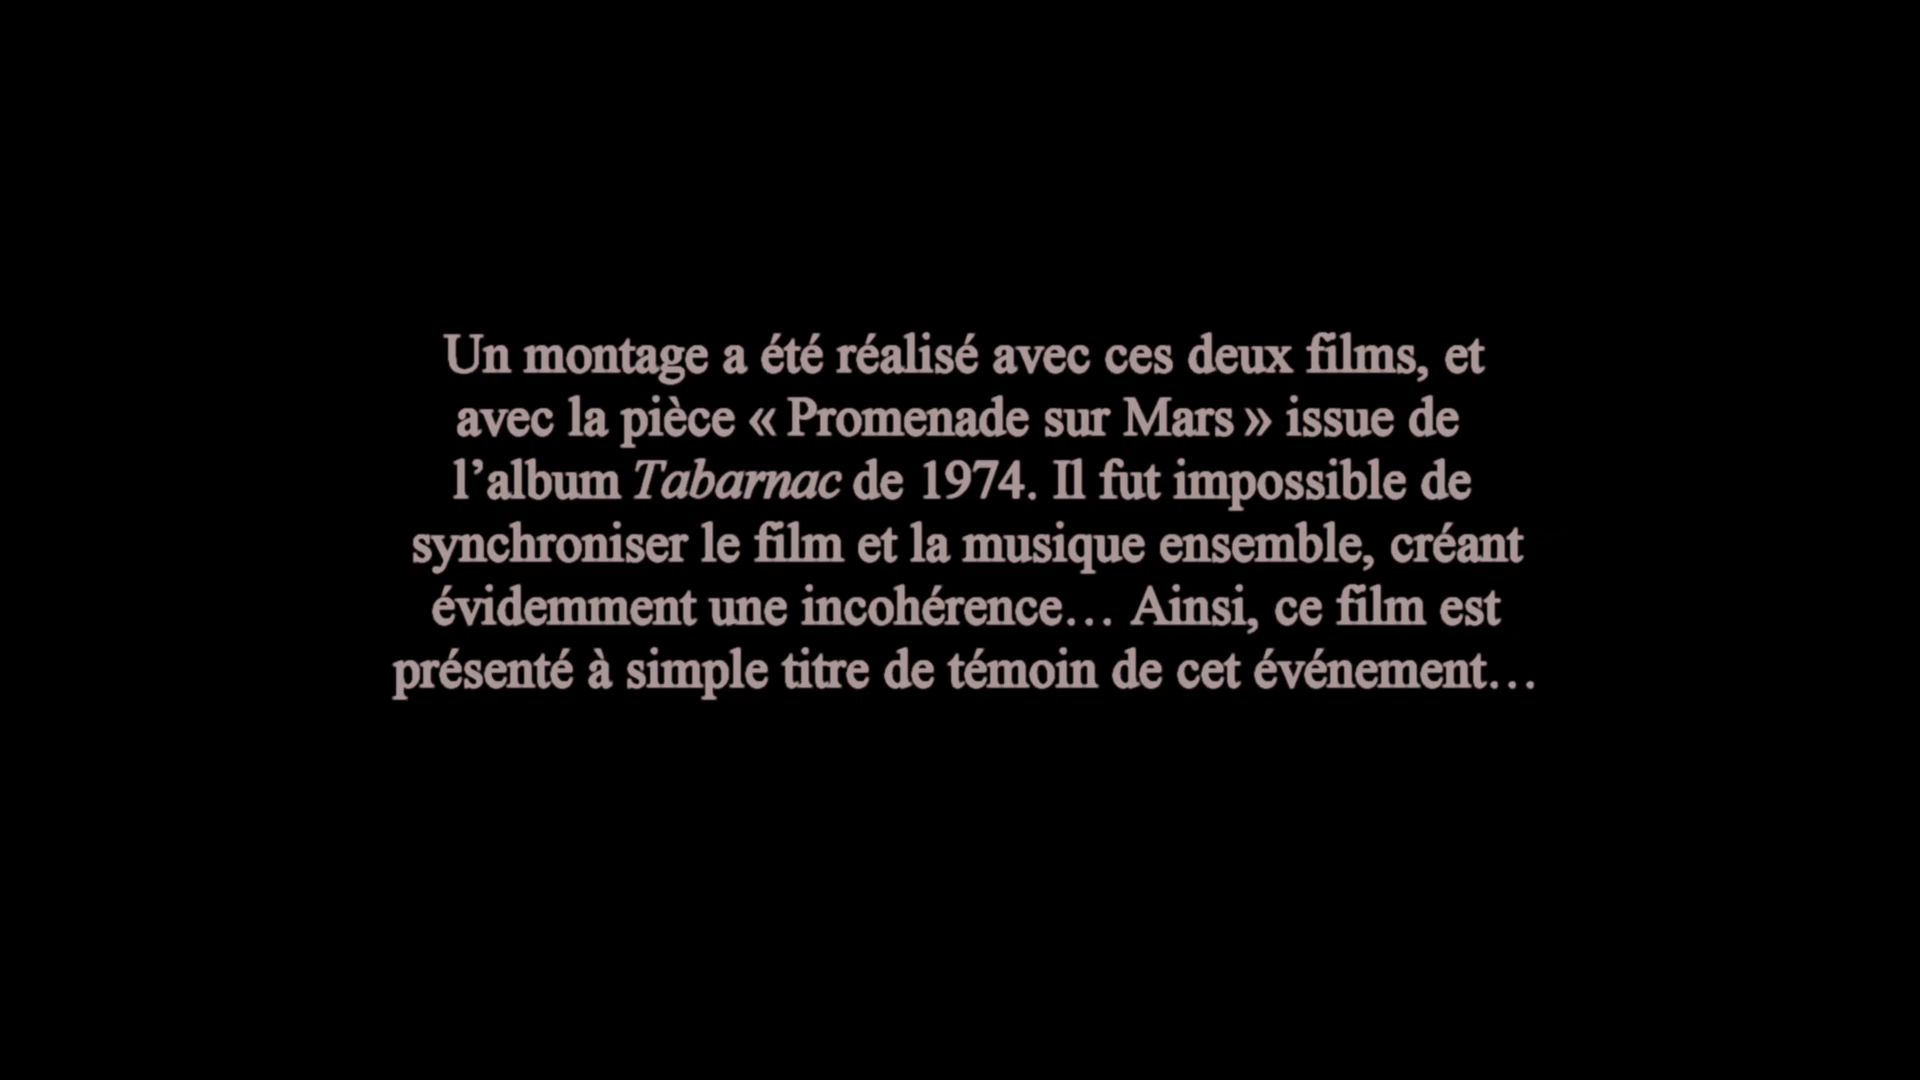 Un montage a été réalisé avec ces deux films, et
avec la pièce « Promenade sur Mars » issue de
l’album Tabarnac de 1974. Il fut impossible de
synchroniser le film et la musique ensemble, créant
évidemment une incohérence… Ainsi, ce film est
présenté à simple titre de témoin de cet événement…